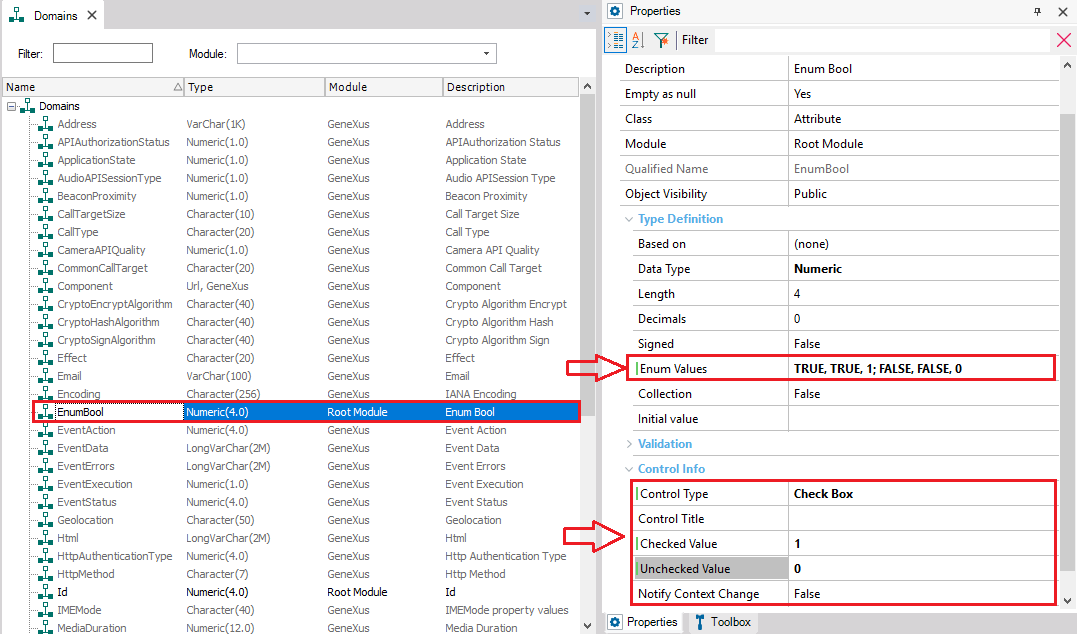 Domains
Filter:
Module:
Name Type Module Description
Domains
Address VarChar(1K) GeneXus Address
APIAuthorizationStatus Numeric(1.0) GeneXus APIAuthorization Status
ApplicationState Numeric(1.0) GeneXus Application State
AudioAPISessionType Numeric(1.0) GeneXus Audio APISession Type
BeaconProximity Numeric(1.0) GeneXus Beacon Proximity
CallTargetSize Character(10) GeneXus Call Target Size
CallType Character(20) GeneXus Call Type
CameraAPIQuality Numeric(1.0) GeneXus Camera API Quality
CommonCallTarget Character(20) GeneXus Common Call Target
Component Url, GeneXus GeneXus Component
CryptoEncryptAlgorithm Character(40) GeneXus Crypto Algorithm Encrypt
CryptoHashAlgorithm Character(40) GeneXus Crypto Algorithm Hash
CryptoSignAlgorithm Character(40) GeneXus Crypto Algorithm Sign
Effect Character(20) GeneXus Effect
Email VarChar(100) GeneXus Email
Encoding Character(256) GeneXus IANA Encoding
EnumBool Numeric(4.0) Root Module Enum Bool
EventAction Numeric(4.0) GeneXus Event Action
EventData LongVarChar(2M) GeneXus Event Data
EventErrors LongVarChar(2M) GeneXus Event Errors
EventExecution Numeric(1.0) GeneXus Event Execution
EventStatus Numeric(4.0) GeneXus Event Status
Geolocation Character(50) GeneXus Geolocation
Html LongVarChar(2M) GeneXus Html
HttpAuthenticationType Numeric(4.0) GeneXus Http Authentication Type
HttpMethod Character(7) GeneXus Http Method
Id Numeric(4.0) Root Module Id
IMEMode Character(40) GeneXus IMEMode property values
MediaDuration Numeric(12.0) GeneXus Media Duration
Properties
Filter
Description Enum Bool
Empty as null Yes
Class Attribute
Module Root Module
Qualified Name EnumBool
Object Visibility Public
Type Definition
Based on (none)
Data Type Numeric
Length 4
Decimals 0
Signed False
Enum Values TRUE, TRUE, 1; FALSE, FALSE, 0
Collection False
Initial value
Validation
Control Info
Control Type Check Box
Control Title
Checked Value 1
Unchecked Value 0
Notify Context Change False
Properties Toolbox